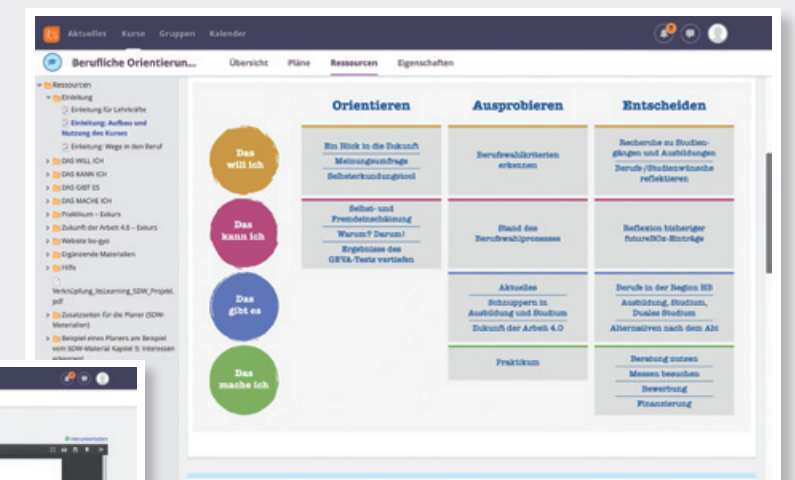 its
Aktuelles Kurse Gruppen Kalender
Berufliche Orientierun...
Übersicht Pläne Ressourcen Eigenschaften
Ressourcen
Einleitung
Einleitung für Lehrkräfte
Einleitung: Aufbau und
Nutzung des Kurses
Einleitung: Wege in den Beruf
DAS WILL ICH
DAS KANN ICH
DAS GIBT ES
DAS MACHE ICH
Praktikum – Exkurs
Zukunft der Arbeit 4.0 – Exkurs
Website bo-gyo
Ergänzende Materialien
Hilfe
Verknüpfung_ItsLearning_SDW_Projekt.
pdf
Zusatzseiten für die Planer (SDW-
Materialien)
Beispiel eines Planers am Beispiel
vom SDW-Material Kapitel 5: Interessen
erkennen!
Orientieren Ausprobieren Entscheiden
Das
will ich
Ein Blick in die Zukunft
Meinungsumfrage
Selbsterkundungstool
Berufswahlkriterien
erkennen
Recherche zu Studien-
gängen und Ausbildungen
Berufs-/Studienwünsche
reflektieren
Das
kann ich
Selbst- und
Fremdeinschätzung
Warum? Darum!
Ergebnisse des
GEVA-Tests vertiefen
Stand des
Berufswahlprozesses
Reflexion bisheriger
futureBOx-Einträge
Das
gibt es
Aktuelles
Schnuppern in
Ausbildung und Studium
Zukunft der Arbeit 4.0
Berufe in der Region HB
Ausbildung, Studium,
Duales Studium
Alternativen nach dem Abi
Das
mache ich
Praktikum
Beratung nutzen
Messen besuchen
Bewerbung
Finanzierung
Herunterladen